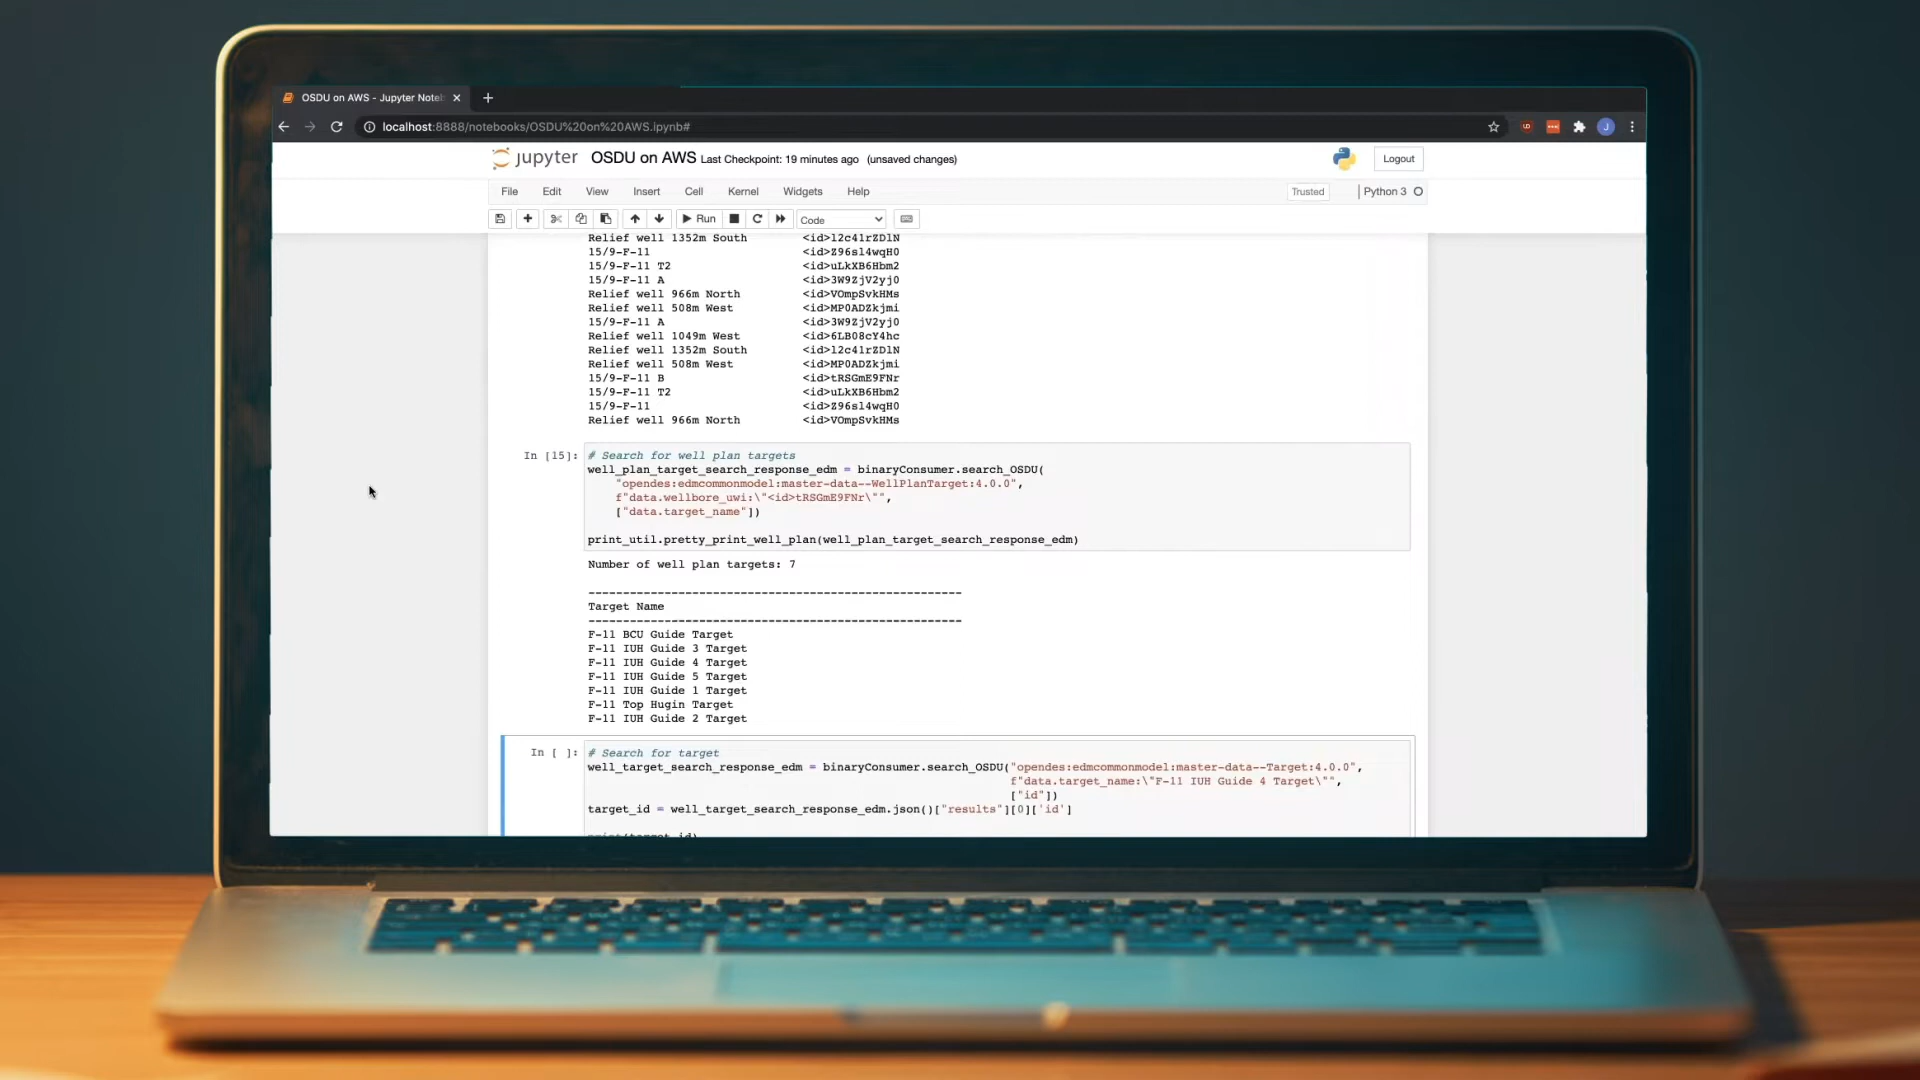 OSDU on AWS - Jupyter Noteb
localhost:8888/notebooks/OSDU%20on%20AWS.ipynb#
J
jupyter OSDU on AWS Last Checkpoint: 19 minutes ago (unsaved changes)
Logout
File Edit View Insert Cell Kernel Widgets Help
Trusted
Python 3
Run
Code
Relief well 1352m South <id>l2c41rZDlN
15/9-F-11 <id>Z96sl4wqH0
15/9-F-11 T2 <id>uLkXB6Hbm2
15/9-F-11 A <id>3W9ZjV2yj0
Relief well 966m North <id>VOmpSvkHMs
Relief well 508m West <id>MP0ADZkjmi
15/9-F-11 A <id>3W9ZjV2yj0
Relief well 1049m West <id>6LB08cY4hc
Relief well 1352m South <id>l2c41rZDlN
Relief well 508m West <id>MP0ADZkjmi
15/9-F-11 B <id>tRSGmE9FNr
15/9-F-11 T2 <id>uLkXB6Hbm2
15/9-F-11 <id>Z96sl4wqH0
Relief well 966m North <id>VOmpSvkHMs
In [15]: # Search for well plan targets
well_plan_target_search_response_edm = binaryConsumer.search_OSDU(
"opendes:edmcommonmodel:master-data--WellPlanTarget:4.0.0",
f"data.wellbore_uwi:\"<id>tRSGmE9FNr\"",
["data.target_name"])
print_util.pretty_print_well_plan(well_plan_target_search_response_edm)
Number of well plan targets: 7
Target Name
F-11 BCU Guide Target
F-11 IUH Guide 3 Target
F-11 IUH Guide 4 Target
F-11 IUH Guide 5 Target
F-11 IUH Guide 1 Target
F-11 Top Hugin Target
F-11 IUH Guide 2 Target
In [ ]: # Search for target
well_target_search_response_edm = binaryConsumer.search_OSDU("opendes:edmcommonmodel:master-data--Target:4.0.0",
f"data.target_name:\"F-11 IUH Guide 4 Target\"",
["id"])
target_id = well_target_search_response_edm.json()["results"][0]['id']
print(target_id)